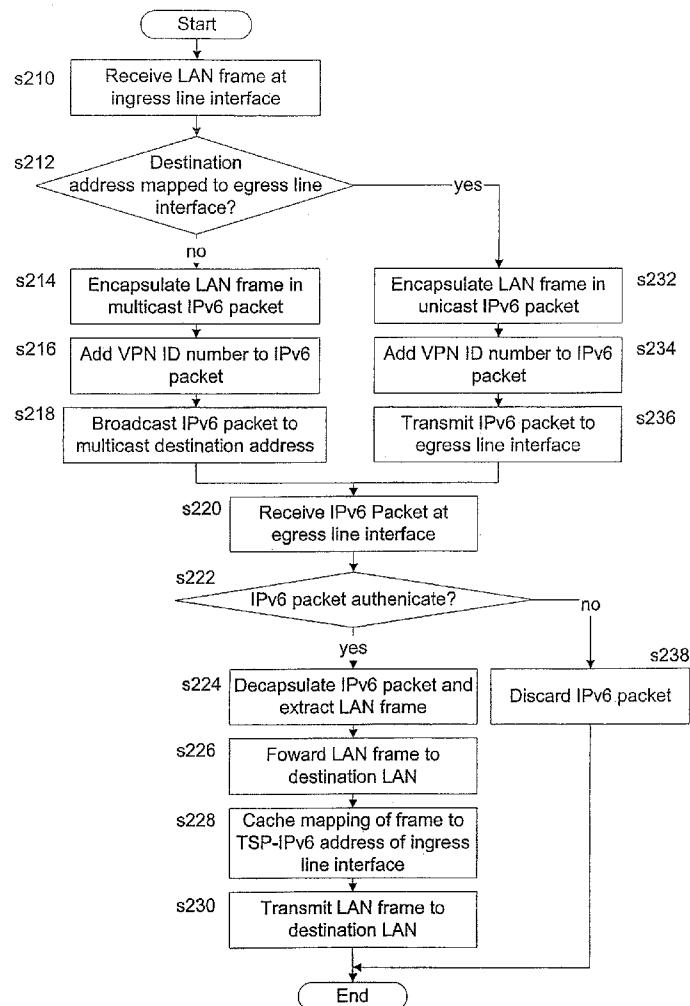 Start
s210
Receive LAN frame at
ingress line interface
s212
Destination
address mapped to egress line
interface?
yes
no
s214
Encapsulate LAN frame in
multicast IPv6 packet
Encapsulate LAN frame in
unicast IPv6 packet
s232
s216
Add VPN ID number to IPv6
packet
Add VPN ID number to IPv6
packet
s234
s218
Broadcast IPv6 packet to
multicast destination address
Transmit IPv6 packet to
egress line interface
s236
s220
Receive IPv6 Packet at
egress line interface
s222
IPv6 packet authenicate?
no
yes
s238
s224
Decapsulate IPv6 packet and
extract LAN frame
Discard IPv6 packet
s226
Foward LAN frame to
destination LAN
s228
Cache mapping of frame to
TSP-IPv6 address of ingress
line interface
s230
Transmit LAN frame to
destination LAN
End